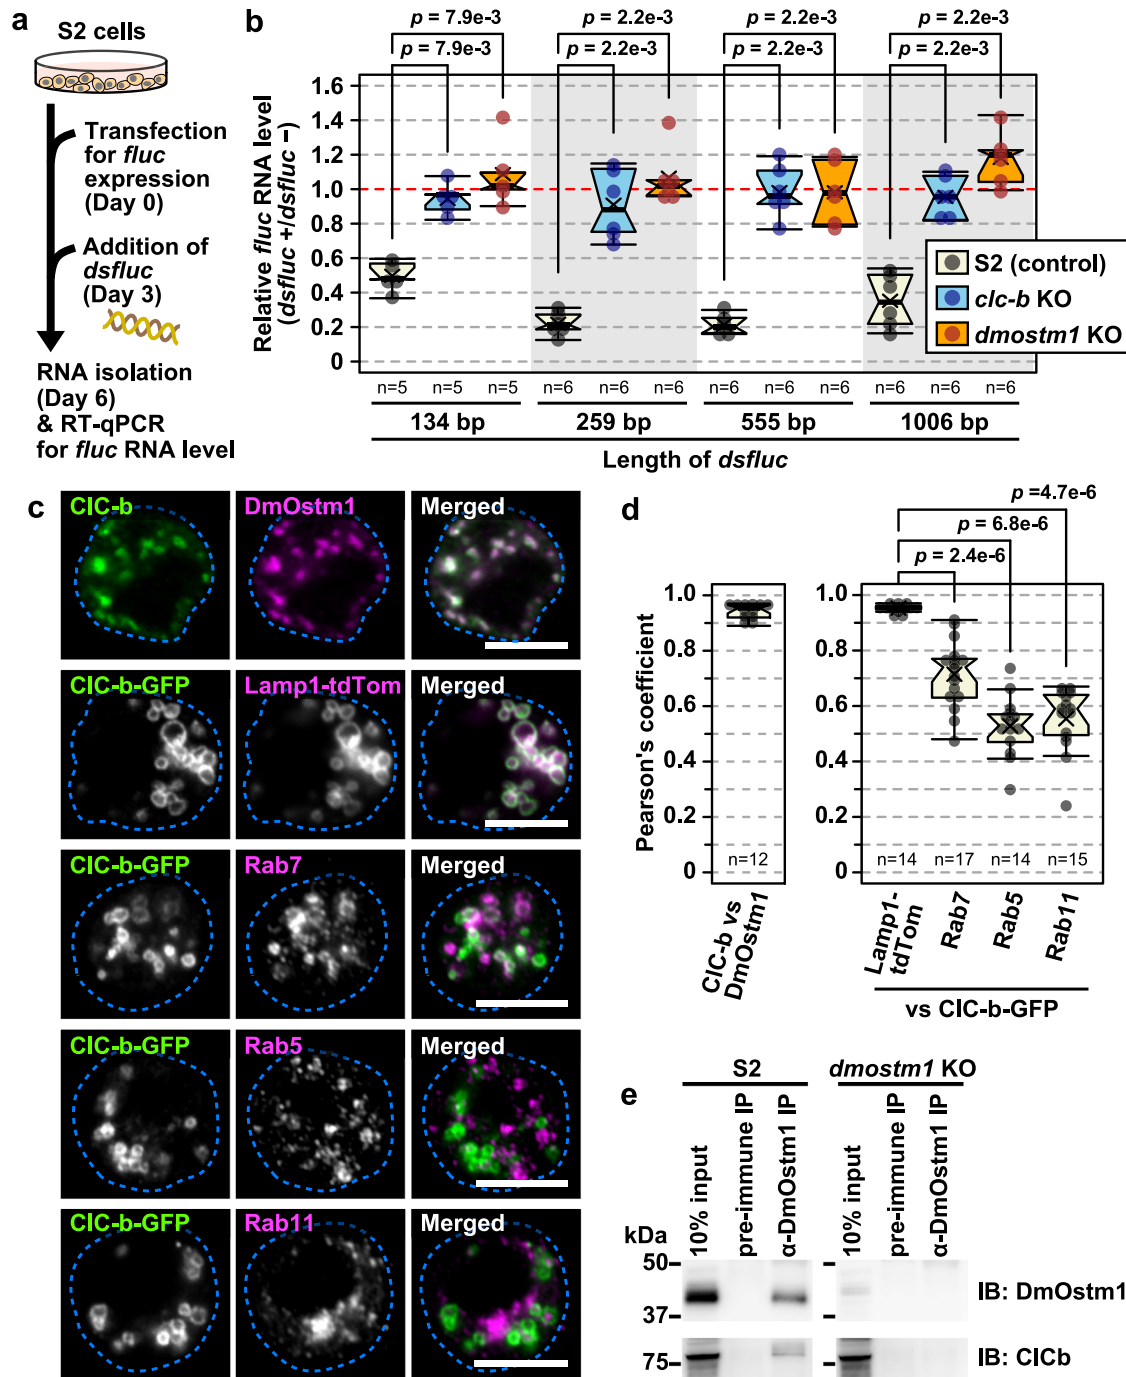 a
S2 cells
Transfection
for fluc
expression
(Day 0)
Addition of
dsfluc
(Day 3)
RNA isolation
(Day 6)
& RT-qPCR
for fluc RNA level
b
p = 7.9e-3
p = 7.9e-3
p = 2.2e-3
p = 2.2e-3
p = 2.2e-3
p = 2.2e-3
p = 2.2e-3
p = 2.2e-3
Relative fluc RNA level
(dsfluc +/dsfluc −)
1.6
1.4
1.2
1.0
0.8
0.6
0.4
0.2
0
S2 (control)
clc-b KO
dmostm1 KO
n=5 n=5 n=5 n=6 n=6 n=6 n=6 n=6 n=6 n=6 n=6 n=6
134 bp 259 bp 555 bp 1006 bp
Length of dsfluc
c
ClC-b DmOstm1 Merged
ClC-b-GFP Lamp1-tdTom Merged
ClC-b-GFP Rab7 Merged
ClC-b-GFP Rab5 Merged
ClC-b-GFP Rab11 Merged
d
p =4.7e-6
p = 6.8e-6
p = 2.4e-6
Pearson's coefficient
1.0
0.8
0.6
0.4
0.2
0
n=12
ClC-b vs
DmOstm1
1.0
0.8
0.6
0.4
0.2
0
n=14 n=17 n=14 n=15
Lamp1-
tdTom
Rab7
Rab5
Rab11
vs ClC-b-GFP
e
S2 dmostm1 KO
10% input
pre-immune IP
α-DmOstm1 IP
10% input
pre-immune IP
α-DmOstm1 IP
kDa
50
37
75
IB: DmOstm1
IB: ClCb